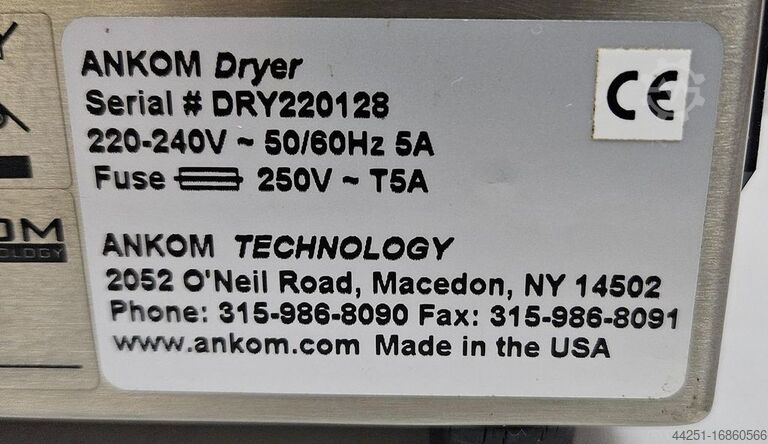 ANKOM Dryer
Serial # DRY220128
220-240V ~ 50/60Hz 5A
Fuse 250V ~ T5A
CE
ANKOM TECHNOLOGY
2052 O'Neil Road, Macedon, NY 14502
Phone: 315-986-8090 Fax: 315-986-8091
www.ankom.com Made in the USA
44251-16860566